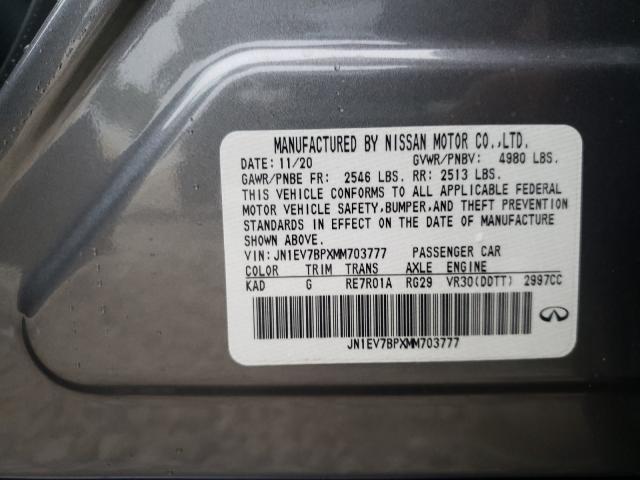 MANUFACTURED BY NISSAN MOTOR CO.,LTD.
DATE: 11/20 GVWR/PNBV: 4980 LBS.
GAWR/PNBE FR: 2546 LBS. RR: 2513 LBS.
THIS VEHICLE CONFORMS TO ALL APPLICABLE FEDERAL
MOTOR VEHICLE SAFETY,BUMPER,AND THEFT PREVENTION
STANDARDS IN EFFECT ON THE DATE OF MANUFACTURE
SHOWN ABOVE.
VIN: JN1EV7BPXMM703777 PASSENGER CAR
COLOR TRIM TRANS AXLE ENGINE
KAD G RE7R01A RG29 VR30(DDTT) 2997CC
JN1EV7BPXMM703777